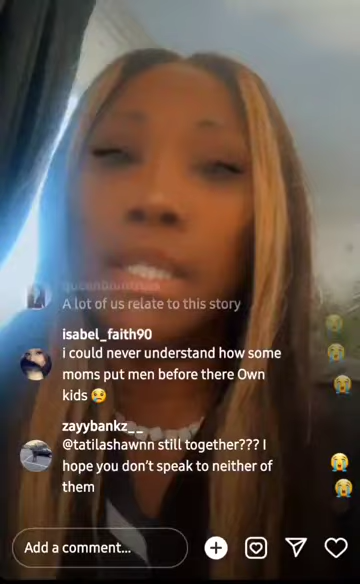 A lot of us relate to this story
isabel_faith90
i could never understand how some
moms put men before there Own
kids 😢
zayybankz__
@tatilashawnn still together??? I
hope you don't speak to neither of
them
Add a comment...